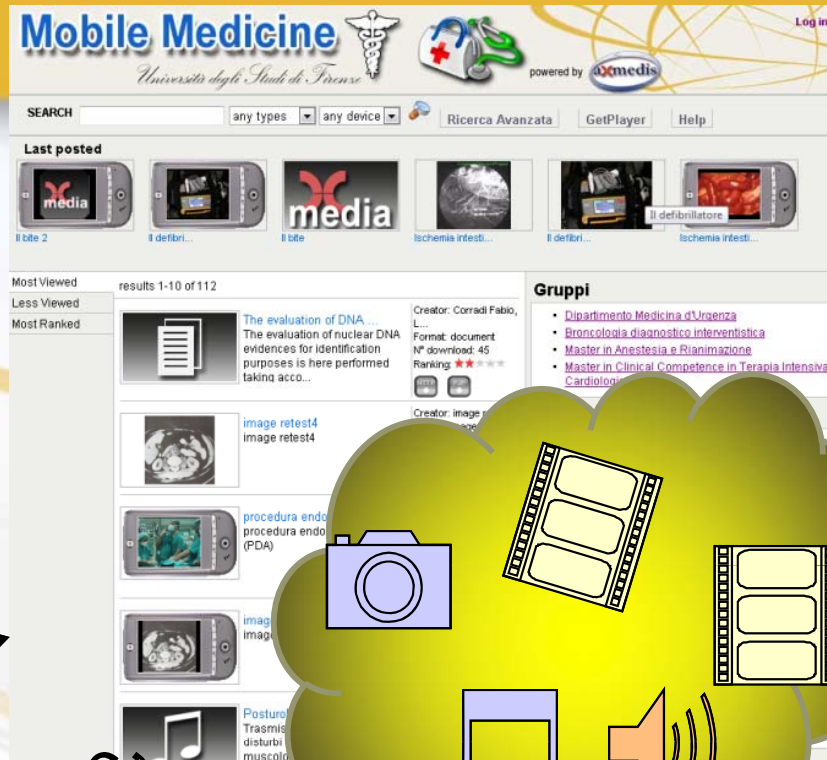 Mobile Medicine
Log in
Università degli Studi di Firenze
powered by axmedis
SEARCH any types any device Ricerca Avanzata GetPlayer Help
Last posted
media
media
Il defibrillatore
Il bite 2 Il defibri... Il bite Ischemia intesti... Il defibri... Ischemia intesti...
Most Viewed
Less Viewed
Most Ranked
results 1-10 of 112
The evaluation of DNA ...
The evaluation of nuclear DNA
evidences for identification
purposes is here performed
taking acco...
Creator: Corradi Fabio,
L...
Format: document
N° download: 45
Ranking:
image retest4
image retest4
Creator: image
procedura endo
procedura endo
(PDA)
imag
imag
Posturol
Trasmis
disturbi
muscolo
Gruppi
Dipartimento Medicina d'Urgenza
Broncologia diagnostico interventistica
Master in Anestesia e Rianimazione
Master in Clinical Competence in Terapia Intensiva
Cardiologi